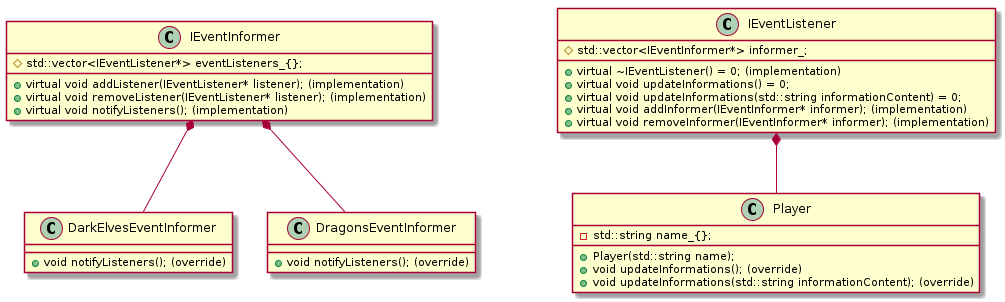 C IEventInformer
std::vector<IEventListener*> eventListeners_{};
virtual void addListener(IEventListener* listener); (implementation)
virtual void removeListener(IEventListener* listener); (implementation)
virtual void notifyListeners(); (implementation)
C IEventListener
std::vector<IEventInformer*> informer_;
virtual ~IEventListener() = 0; (implementation)
virtual void updateInformations() = 0;
virtual void updateInformations(std::string informationContent) = 0;
virtual void addInformer(IEventInformer* informer); (implementation)
virtual void removeInformer(IEventInformer* informer); (implementation)
C DarkElvesEventInformer
void notifyListeners(); (override)
C DragonsEventInformer
void notifyListeners(); (override)
C Player
std::string name_{};
Player(std::string name);
void updateInformations(); (override)
void updateInformations(std::string informationContent); (override)